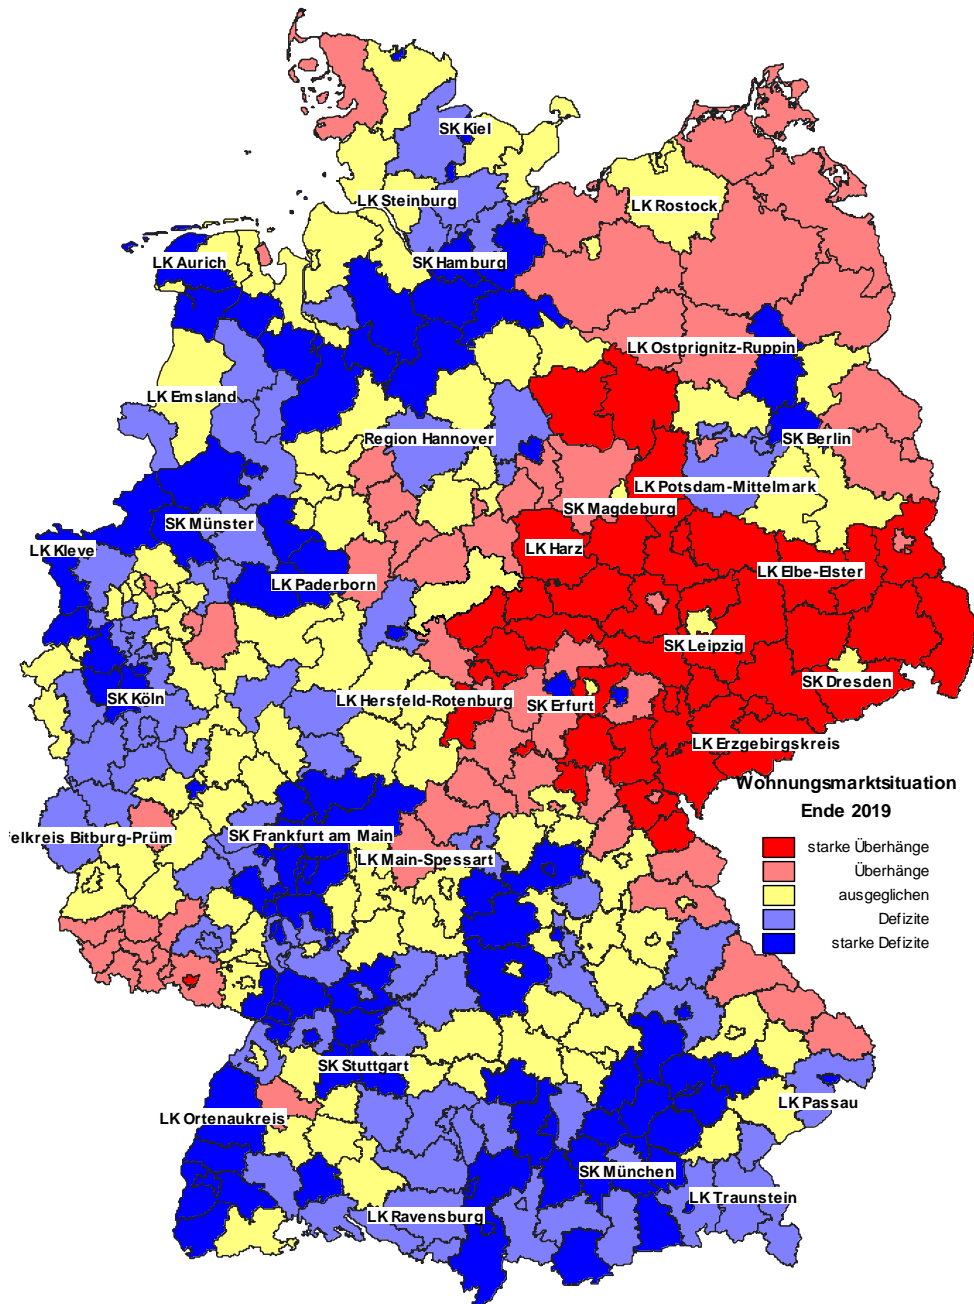 SK Kiel
LK Steinburg
LK Rostock
LK Aurich
SK Hamburg
LK Ostprignitz-Ruppin
LK Emsland
Region Hannover
SK Berlin
LK Potsdam-Mittelmark
SK Magdeburg
SK Münster
LK Kleve
LK Harz
LK Elbe-Elster
LK Paderborn
SK Leipzig
SK Dresden
SK Köln
LK Hersfeld-Rotenburg
SK Erfurt
LK Erzgebirgskreis
Wohnungsmarktsituation
Ende 2019
starke Überhänge
Überhänge
ausgeglichen
Defizite
starke Defizite
felkreis Bitburg-Prüm
SK Frankfurt am Main
LK Main-Spessart
SK Stuttgart
LK Passau
LK Ortenaukreis
SK München
LK Traunstein
LK Ravensburg